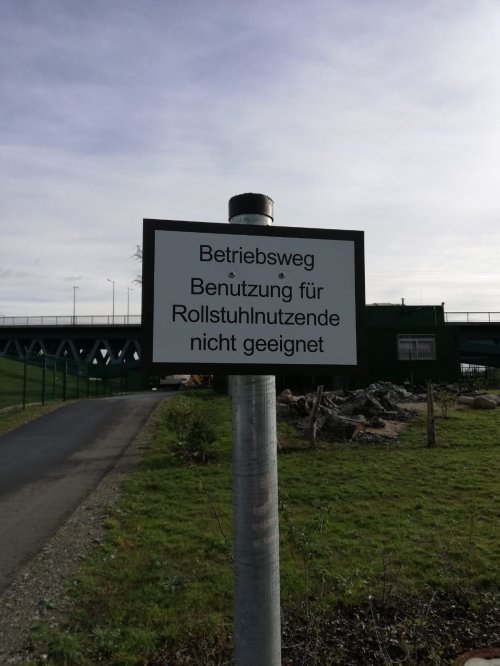 Betriebsweg
Benutzung für
Rollstuhlnutzende
nicht geeignet